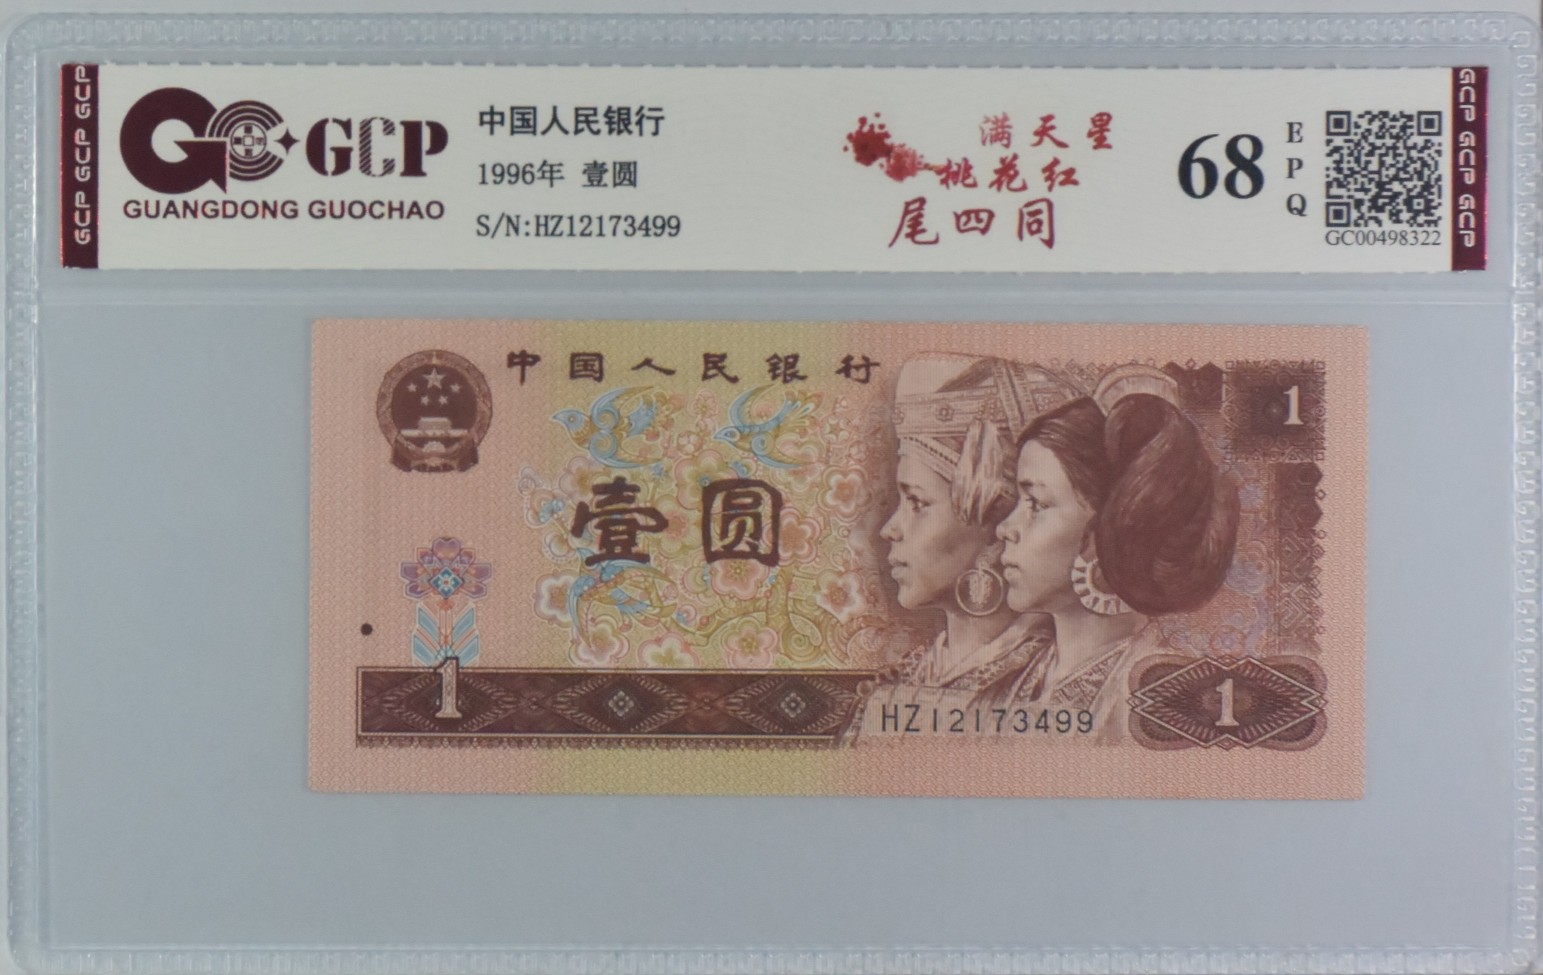 GCP GCP GCP
GCP
GUANGDONG GUOCHAO
中国人民银行
1996年 壹圆
S/N:HZ12173499
满天星
桃花红
尾四同
68
EPQ
GC00498322
GCP GCP GCP
中国人民银行
1
壹圆
1
HZ12173499
1